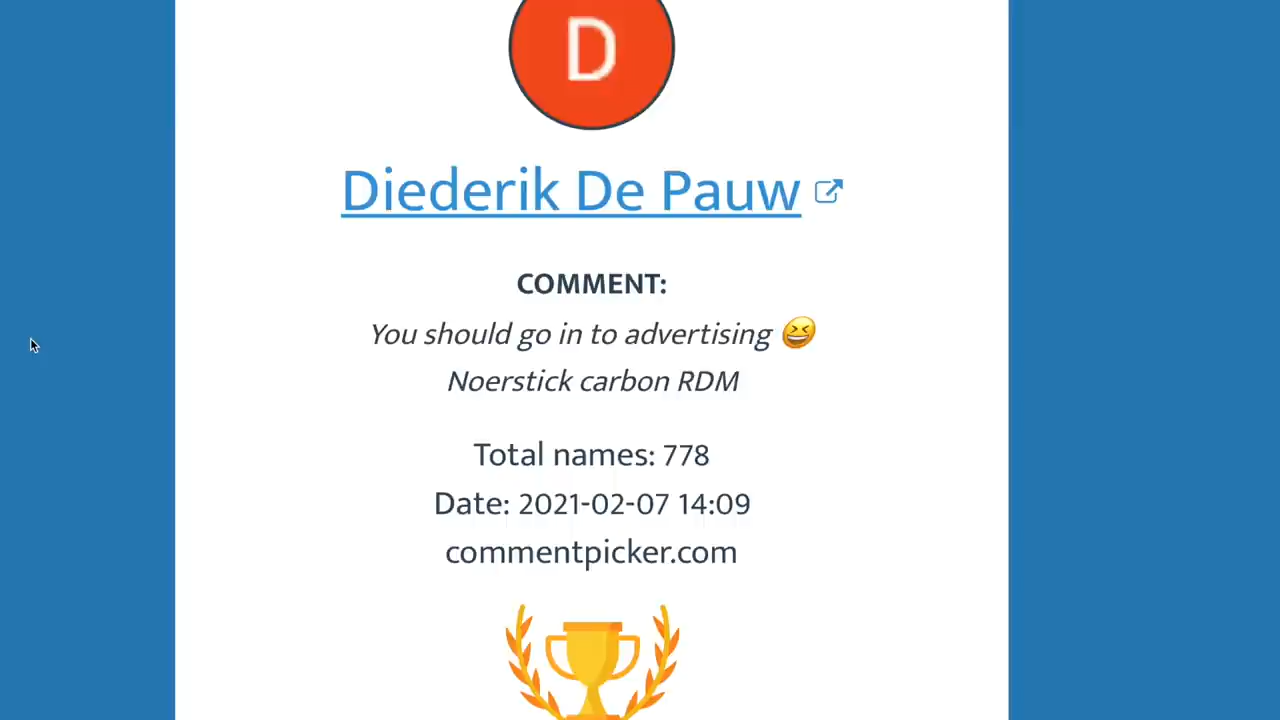 D
Diederik De Pauw
COMMENT:
You should go in to advertising 😆
Noerstick carbon RDM
Total names: 778
Date: 2021-02-07 14:09
commentpicker.com